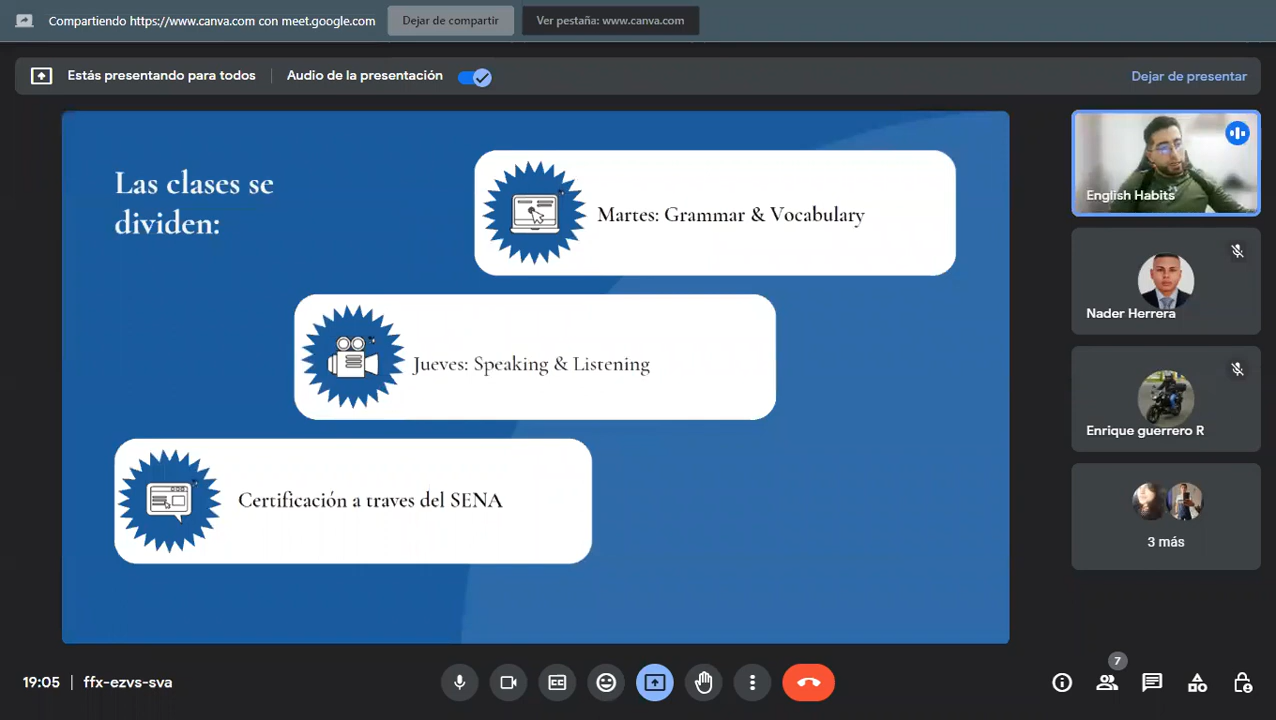 Compartiendo https://www.canva.com con meet.google.com
Dejar de compartir
Ver pestaña: www.canva.com
Estás presentando para todos
Audio de la presentación
Dejar de presentar
Las clases se
dividen:
Martes: Grammar & Vocabulary
Jueves: Speaking & Listening
Certificación a traves del SENA
English Habits
Nader Herrera
Enrique guerrero R
3 más
19:05 | ffx-ezvs-sva
7